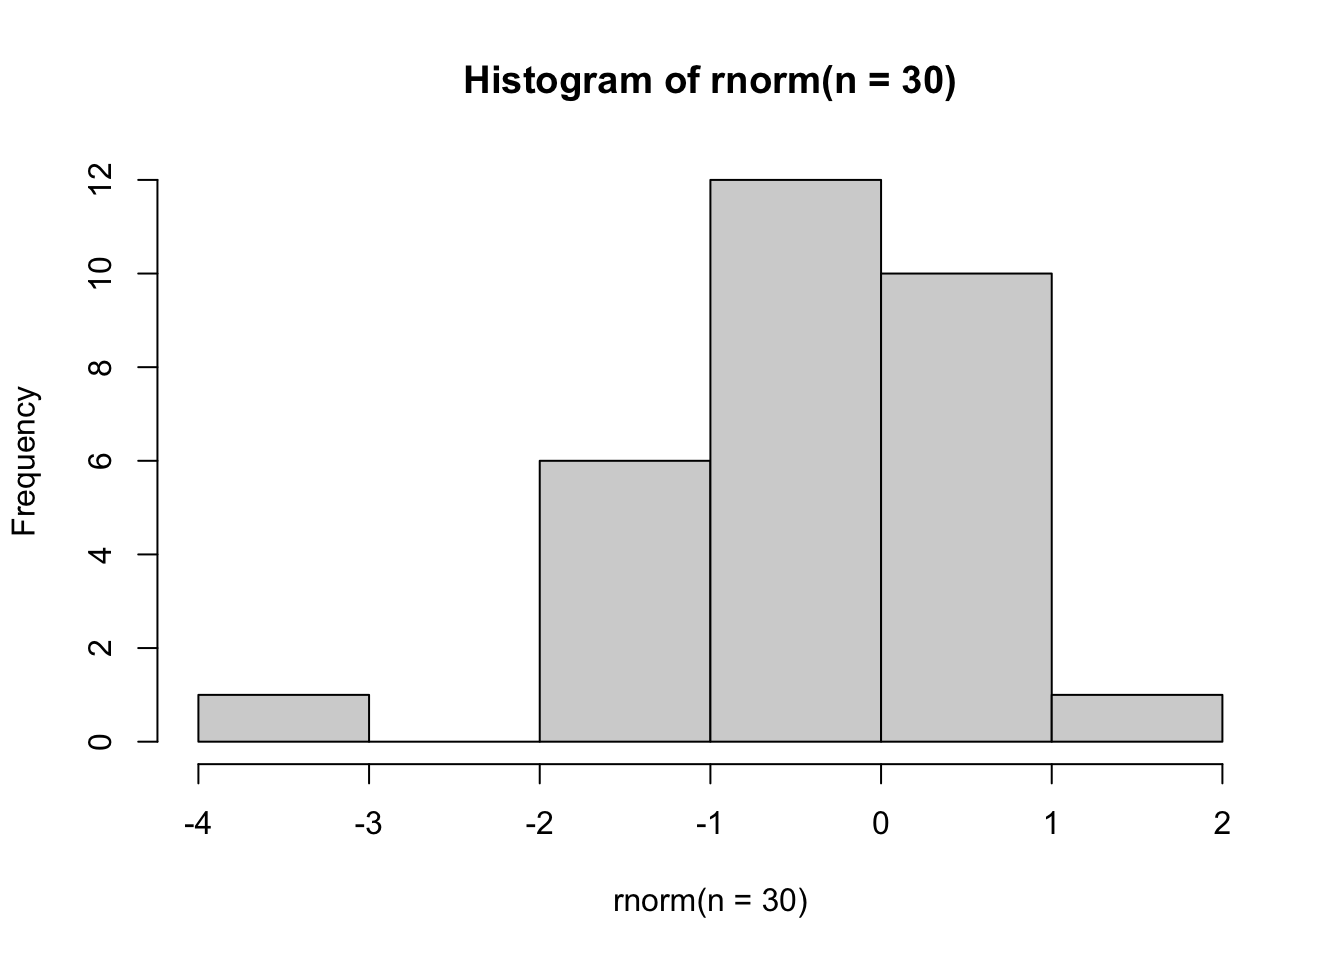 Histogram of rnorm(n = 30)
Frequency
12
10
8
6
4
2
0
-4 -3 -2 -1 0 1 2
rnorm(n = 30)